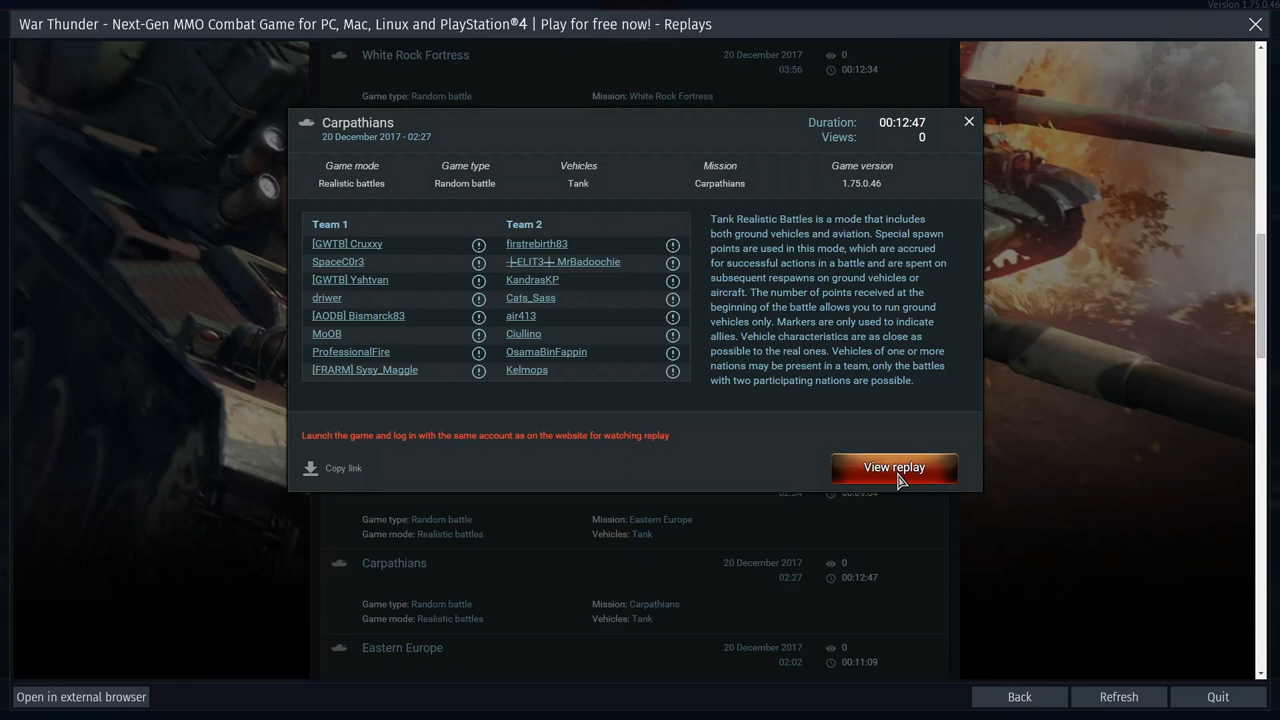 Version 1.75.0.46
War Thunder - Next-Gen MMO Combat Game for PC, Mac, Linux and PlayStation®4 | Play for free now! - Replays
White Rock Fortress 20 December 2017 0
03:56 00:12:34
Game type: Random battle Mission: White Rock Fortress
Carpathians Duration: 00:12:47
20 December 2017 - 02:27 Views: 0
Game mode Game type Vehicles Mission Game version
Realistic battles Random battle Tank Carpathians 1.75.0.46
Team 1 Team 2
[GWTB] Cruxxy firstrebirth83
SpaceC0r3 ┼ELIT3┼ MrBadoochie
[GWTB] Yshtvan KandrasKP
driwer Cats_Sass
[AODB] Bismarck83 air413
MoOB Ciullino
ProfessionalFire OsamaBinFappin
[FRARM] Sysy_Maggle Kelmops
Tank Realistic Battles is a mode that includes
both ground vehicles and aviation. Special spawn
points are used in this mode, which are accrued
for successful actions in a battle and are spent on
subsequent respawns on ground vehicles or
aircraft. The number of points received at the
beginning of the battle allows you to run ground
vehicles only. Markers are only used to indicate
allies. Vehicle characteristics are as close as
possible to the real ones. Vehicles of one or more
nations may be present in a team, only the battles
with two participating nations are possible.
Launch the game and log in with the same account as on the website for watching replay
Copy link View replay
Game type: Random battle Mission: Eastern Europe
Game mode: Realistic battles Vehicles: Tank
Carpathians 20 December 2017 0
02:27 00:12:47
Game type: Random battle Mission: Carpathians
Game mode: Realistic battles Vehicles: Tank
Eastern Europe 20 December 2017 0
02:02 00:11:09
Open in external browser Back Refresh Quit